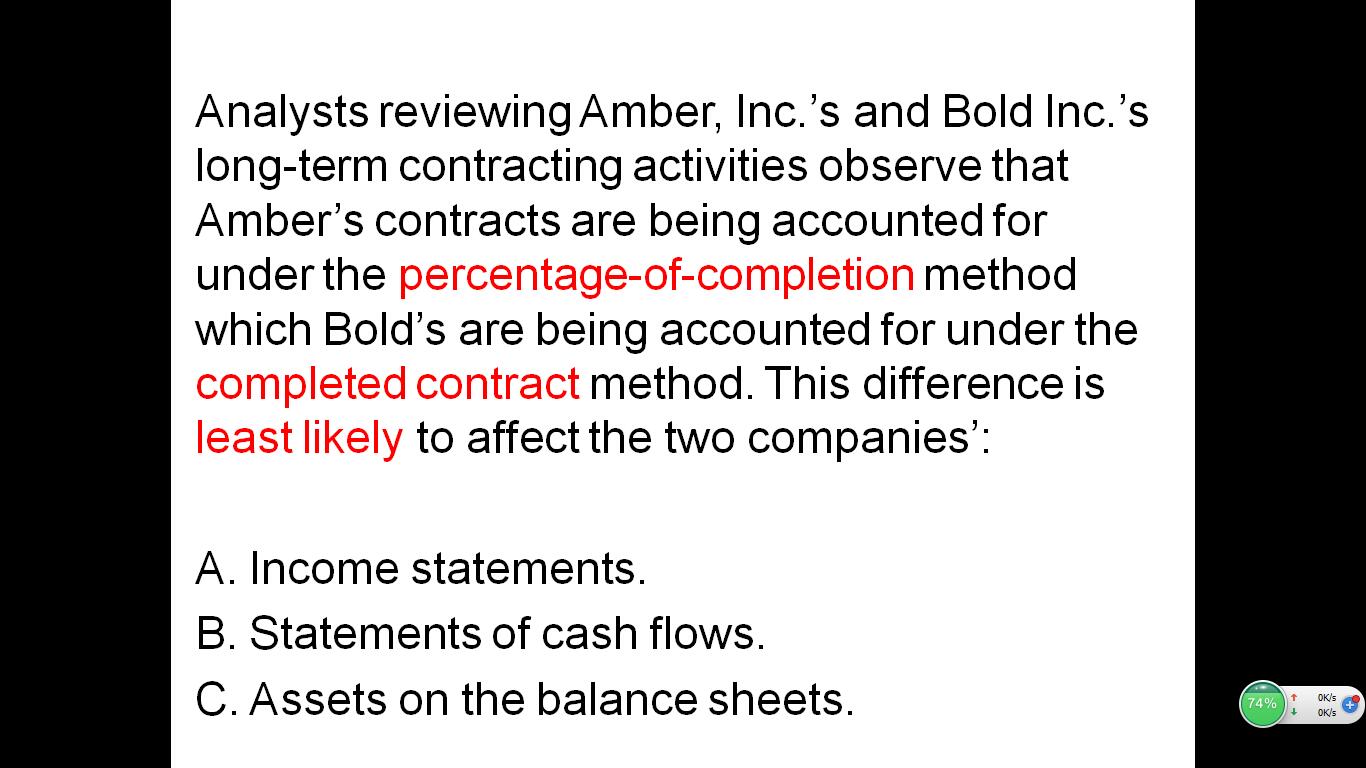 Analysts reviewing Amber, Inc.’s and Bold Inc.’s
long-term contracting activities observe that
Amber’s contracts are being accounted for
under the percentage-of-completion method
which Bold’s are being accounted for under the
completed contract method. This difference is
least likely to affect the two companies’:
A. Income statements.
B. Statements of cash flows.
C. Assets on the balance sheets.
74%
0K/s
0K/s